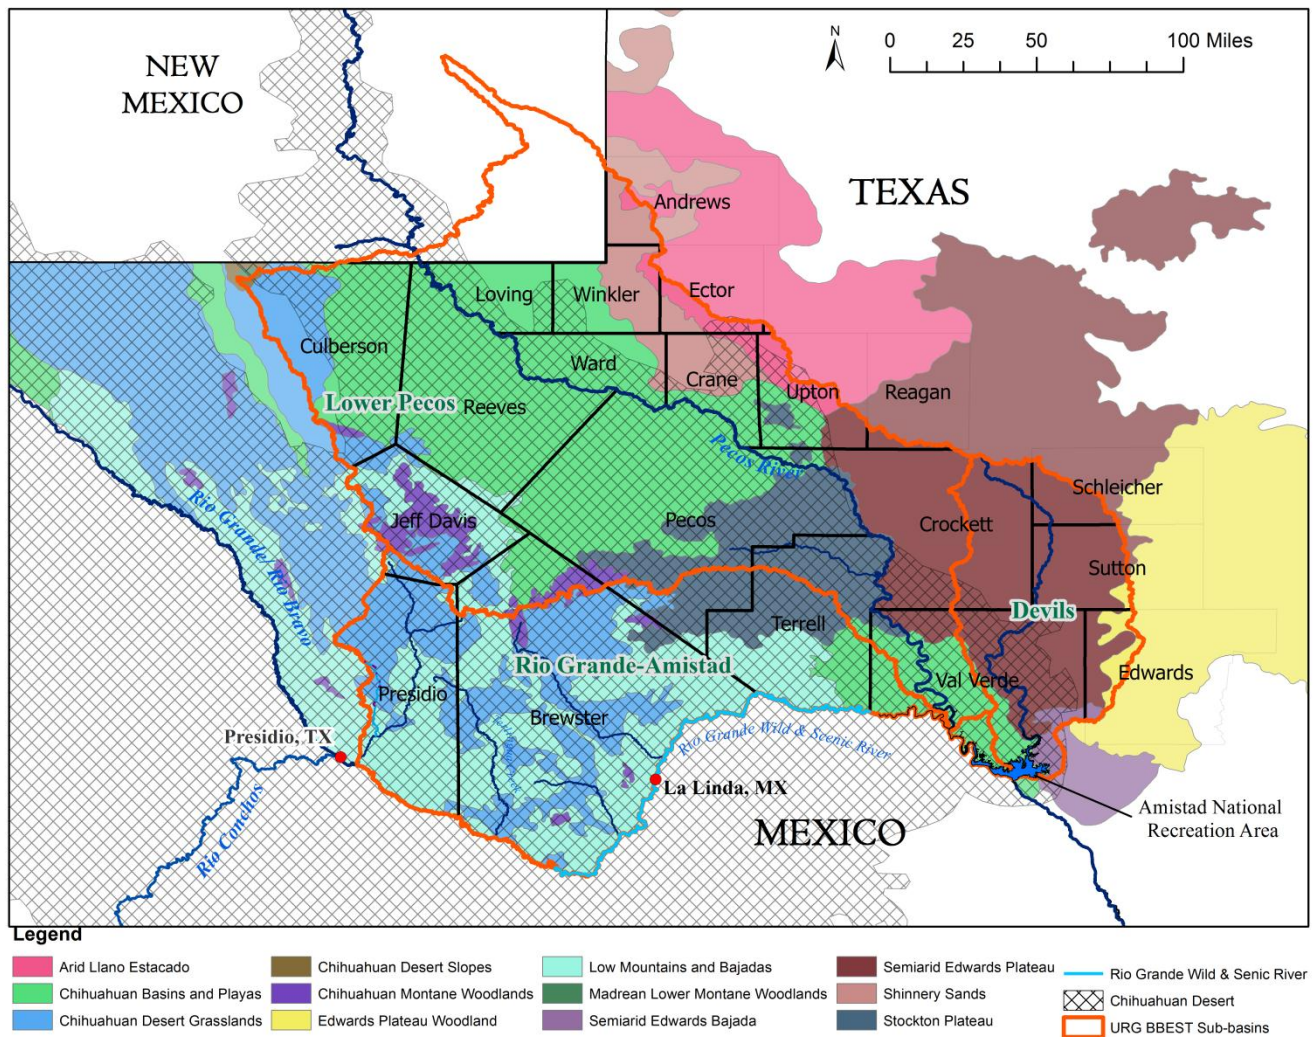 NEW
MEXICO
N
0 25 50 100 Miles
TEXAS
Andrews
Ector
Loving
Winkler
Culberson
Ward
Crane
Upton
Reagan
Lower Pecos
Reeves
Pecos River
Schleicher
Rio Grande/ Rio Bravo
Jeff Davis
Pecos
Crockett
Sutton
Devils
Terrell
Rio Grande-Amistad
Val Verde
Edwards
Presidio
Brewster
Presidio, TX
Rio Grande Wild & Scenic River
La Linda, MX
Rio Conchos
MEXICO
Amistad National
Recreation Area
Legend
Arid Llano Estacado
Chihuahuan Basins and Playas
Chihuahuan Desert Grasslands
Chihuahuan Desert Slopes
Chihuahuan Montane Woodlands
Edwards Plateau Woodland
Low Mountains and Bajadas
Madrean Lower Montane Woodlands
Semiarid Edwards Bajada
Semiarid Edwards Plateau
Shinnery Sands
Stockton Plateau
Rio Grande Wild & Senic River
Chihuahuan Desert
URG BBEST Sub-basins